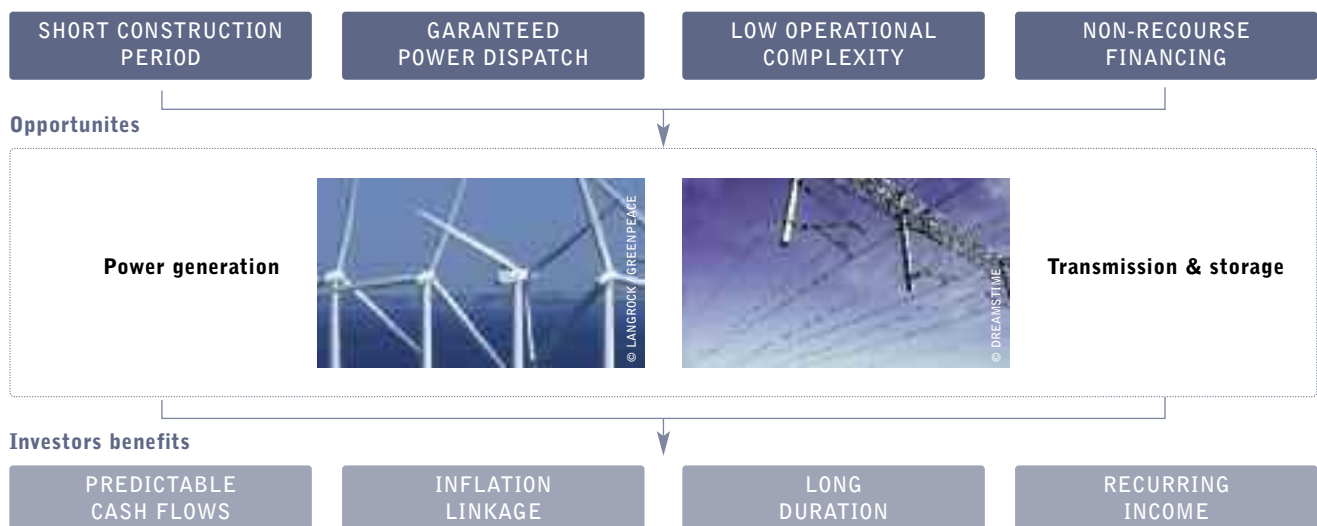 SHORT CONSTRUCTION
PERIOD
GARANTEED
POWER DISPATCH
LOW OPERATIONAL
COMPLEXITY
NON-RECOURSE
FINANCING
Opportunites
Power generation
© LANGROCK / GREENPEACE
© DREAMSTIME
Transmission & storage
Investors benefits
PREDICTABLE
CASH FLOWS
INFLATION
LINKAGE
LONG
DURATION
RECURRING
INCOME